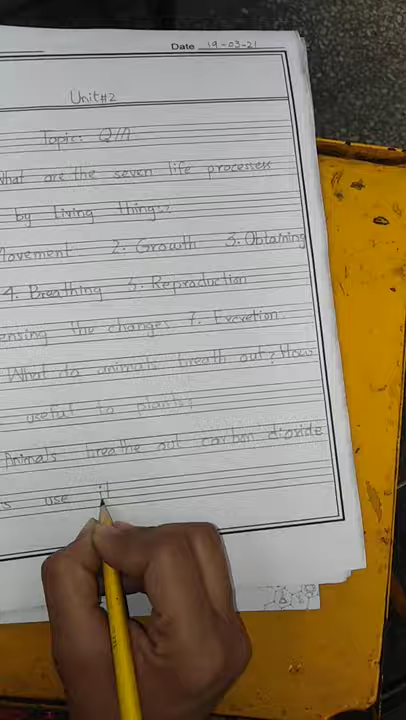 Date 19-03-21
Unit#2
Topic: Q/A
What are the seven life processes
by living things?
Movement 2. Growth 3. Obtaining
4. Breathing 5. Reproduction
the changes 7. Excretion.
What do animals breath out? How
useful to plants?
Animals breathe out carbon dioxide
use it